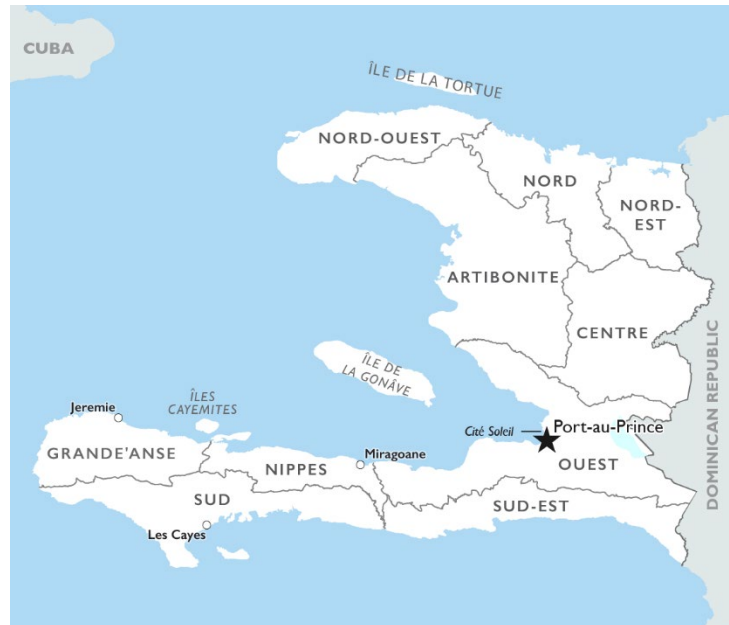 CUBA
ÎLE DE LA TORTUE
NORD-OUEST
NORD
NORD-
EST
ARTIBONITE
CENTRE
ÎLE DE
LA GONÂVE
ÎLES
CAYEMITES
Jeremie
Cité Soleil
Port-au-Prince
DOMINICAN REPUBLIC
GRANDE'ANSE
NIPPES
Miragoane
OUEST
SUD
SUD-EST
Les Cayes